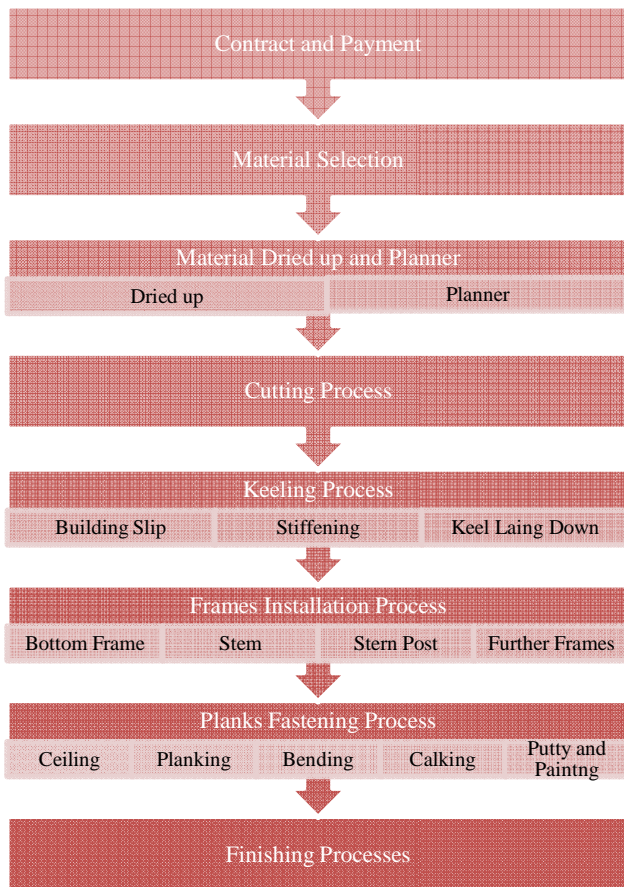 Contract and Payment
Material Selection
Material Dried up and Planner
Dried up
Planner
Cutting Process
Keeling Process
Building Slip
Stiffening
Keel Laing Down
Frames Installation Process
Bottom Frame
Stem
Stern Post
Further Frames
Planks Fastening Process
Ceiling
Planking
Bending
Calking
Putty and
Paintng
Finishing Processes